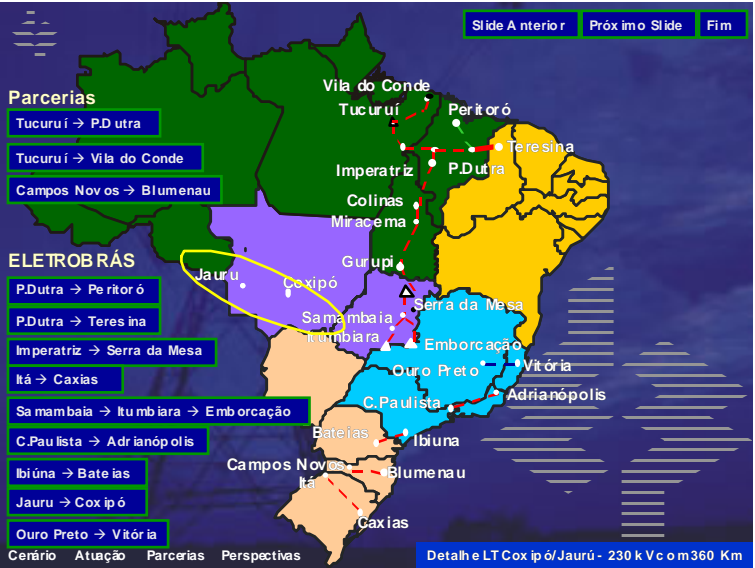 Slide Anterior
Próximo Slide
Fim
Parcerias
Tucuruí → P.Dutra
Tucuruí → Vila do Conde
Campos Novos → Blumenau
ELETROBRÁS
P.Dutra → Peritoró
P.Dutra → Teresina
Imperatriz → Serra da Mesa
Itá → Caxias
Samambaia → Itumbiara → Emborcação
C.Paulista → Adrianópolis
Ibiúna → Bateias
Jauru → Coxipó
Ouro Preto → Vitória
Vila do Conde
Tucuruí
Peritoró
Teresina
Imperatriz
P.Dutra
Colinas
Miracema
Gurupi
Jauru
Coxipó
Serra da Mesa
Samambaia
Itumbiara
Emborcação
Ouro Preto
Vitória
C.Paulista
Adrianópolis
Bateias
Ibiuna
Campos Novos
Blumenau
Itá
Caxias
Cenário Atuação Parcerias Perspectivas
Detalhe LT Coxipó/Jaurú - 230 kV com 360 Km